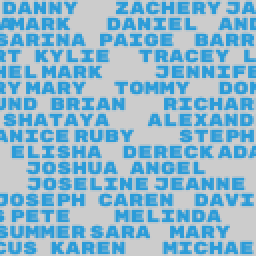 DANNY ZACHERY JA
MARK DANIEL AND
SARINA PAIGE BARR
RT KYLIE TRACEY L
HEL MARK JENNIFE
RY MARY TOMMY DON
UND BRIAN RICHAR
SHATAYA ALEXAND
ANICE RUBY STEPH
ELISHA DERECK ADA
JOSHUA ANGEL
JOSELINE JEANNE
JOSEPH CAREN DAVI
S PETE MELINDA
SUMMER SARA MARY
CUS KAREN MICHAE